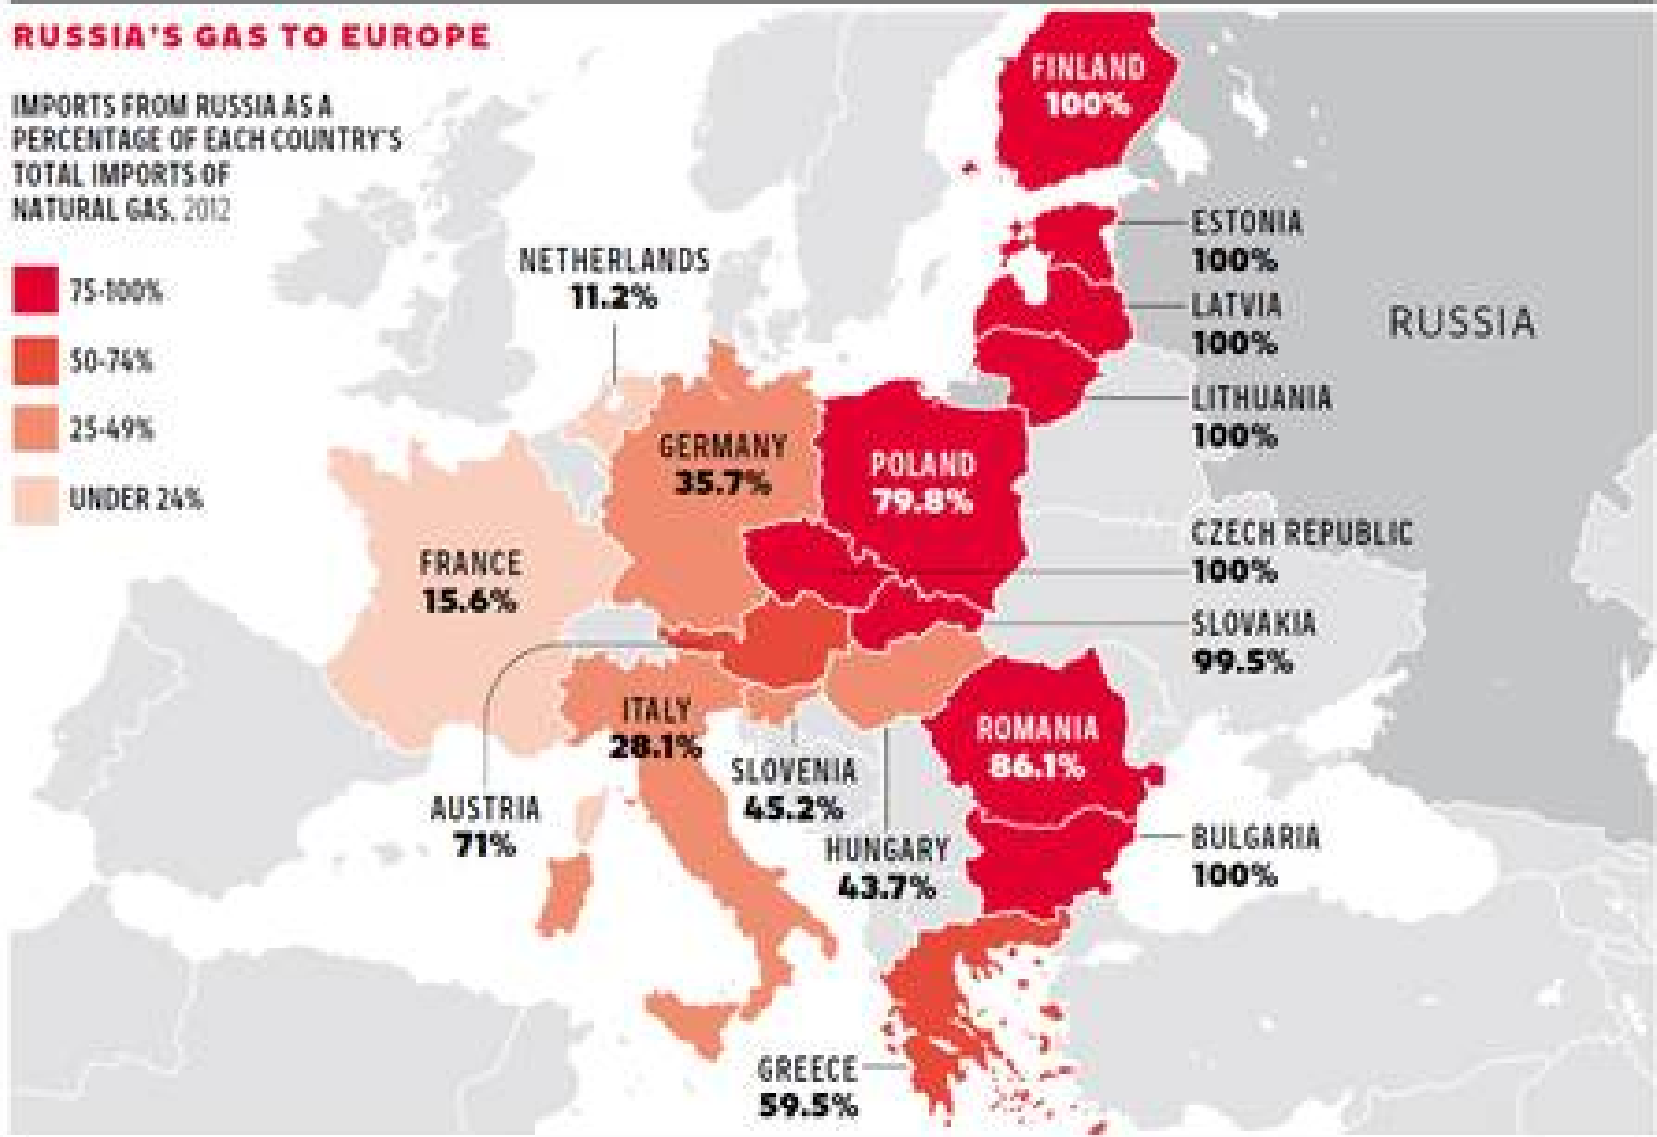 RUSSIA'S GAS TO EUROPE
IMPORTS FROM RUSSIA AS A
PERCENTAGE OF EACH COUNTRY'S
TOTAL IMPORTS OF
NATURAL GAS, 2012
75-100%
50-74%
25-49%
UNDER 24%
FINLAND
100%
ESTONIA
100%
LATVIA
100%
LITHUANIA
100%
RUSSIA
NETHERLANDS
11.2%
GERMANY
35.7%
POLAND
79.8%
CZECH REPUBLIC
100%
SLOVAKIA
99.5%
FRANCE
15.6%
ITALY
28.1%
AUSTRIA
71%
SLOVENIA
45.2%
HUNGARY
43.7%
ROMANIA
86.1%
BULGARIA
100%
GREECE
59.5%